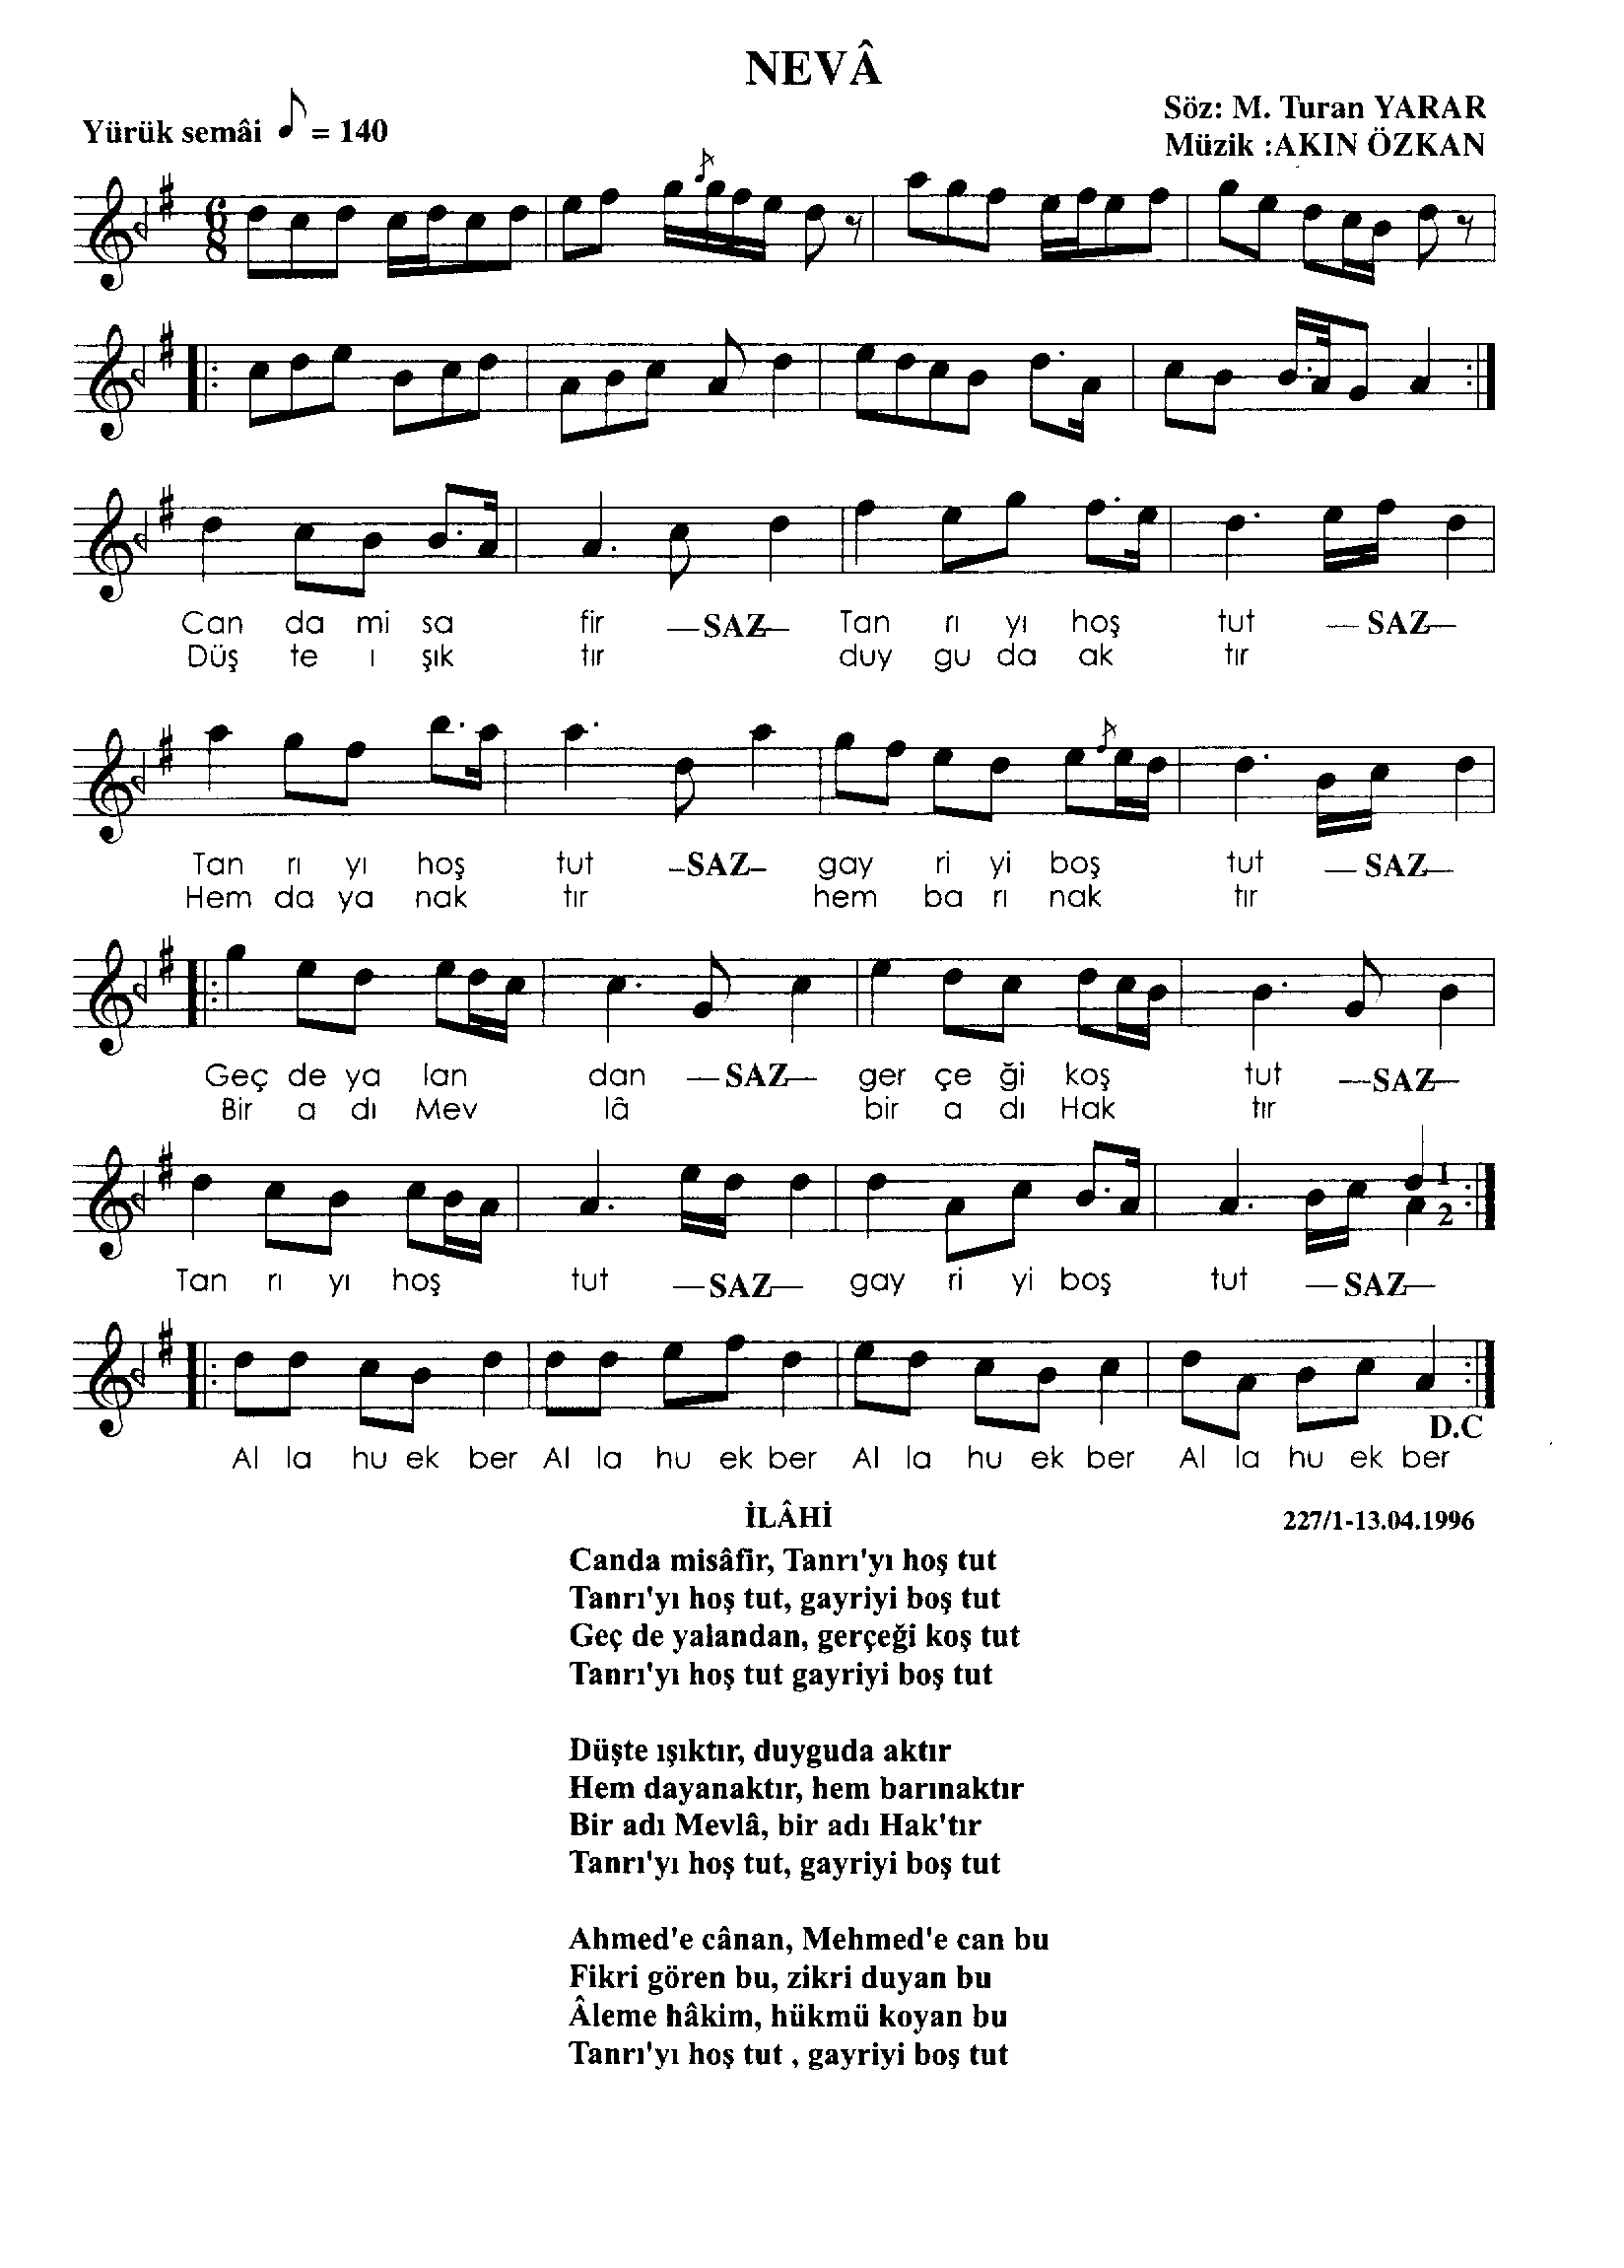 NEVÂ
Yürük semâi ♪ = 140
Söz: M. Turan YARAR
Müzik :AKIN ÖZKAN
6
8
Can da mi sa fir —SAZ— Tan rı yı hoş tut — SAZ—
Düş te ı şık tır duy gu da ak tır
Tan rı yı hoş tut –SAZ– gay ri yi boş tut — SAZ—
Hem da ya nak tır hem ba rı nak tır
Geç de ya lan dan —SAZ— ger çe ği koş tut —SAZ—
Bir a dı Mev lâ bir a dı Hak tır
1
2
Tan rı yı hoş tut —SAZ— gay ri yi boş tut —SAZ—
D.C
Al la hu ek ber Al la hu ek ber Al la hu ek ber Al la hu ek ber
İLÂHİ
227/1-13.04.1996
Canda misâfir, Tanrı'yı hoş tut
Tanrı'yı hoş tut, gayriyi boş tut
Geç de yalandan, gerçeği koş tut
Tanrı'yı hoş tut gayriyi boş tut
Düşte ışıktır, duyguda aktır
Hem dayanaktır, hem barınaktır
Bir adı Mevlâ, bir adı Hak'tır
Tanrı'yı hoş tut, gayriyi boş tut
Ahmed'e cânan, Mehmed'e can bu
Fikri gören bu, zikri duyan bu
Âleme hâkim, hükmü koyan bu
Tanrı'yı hoş tut , gayriyi boş tut